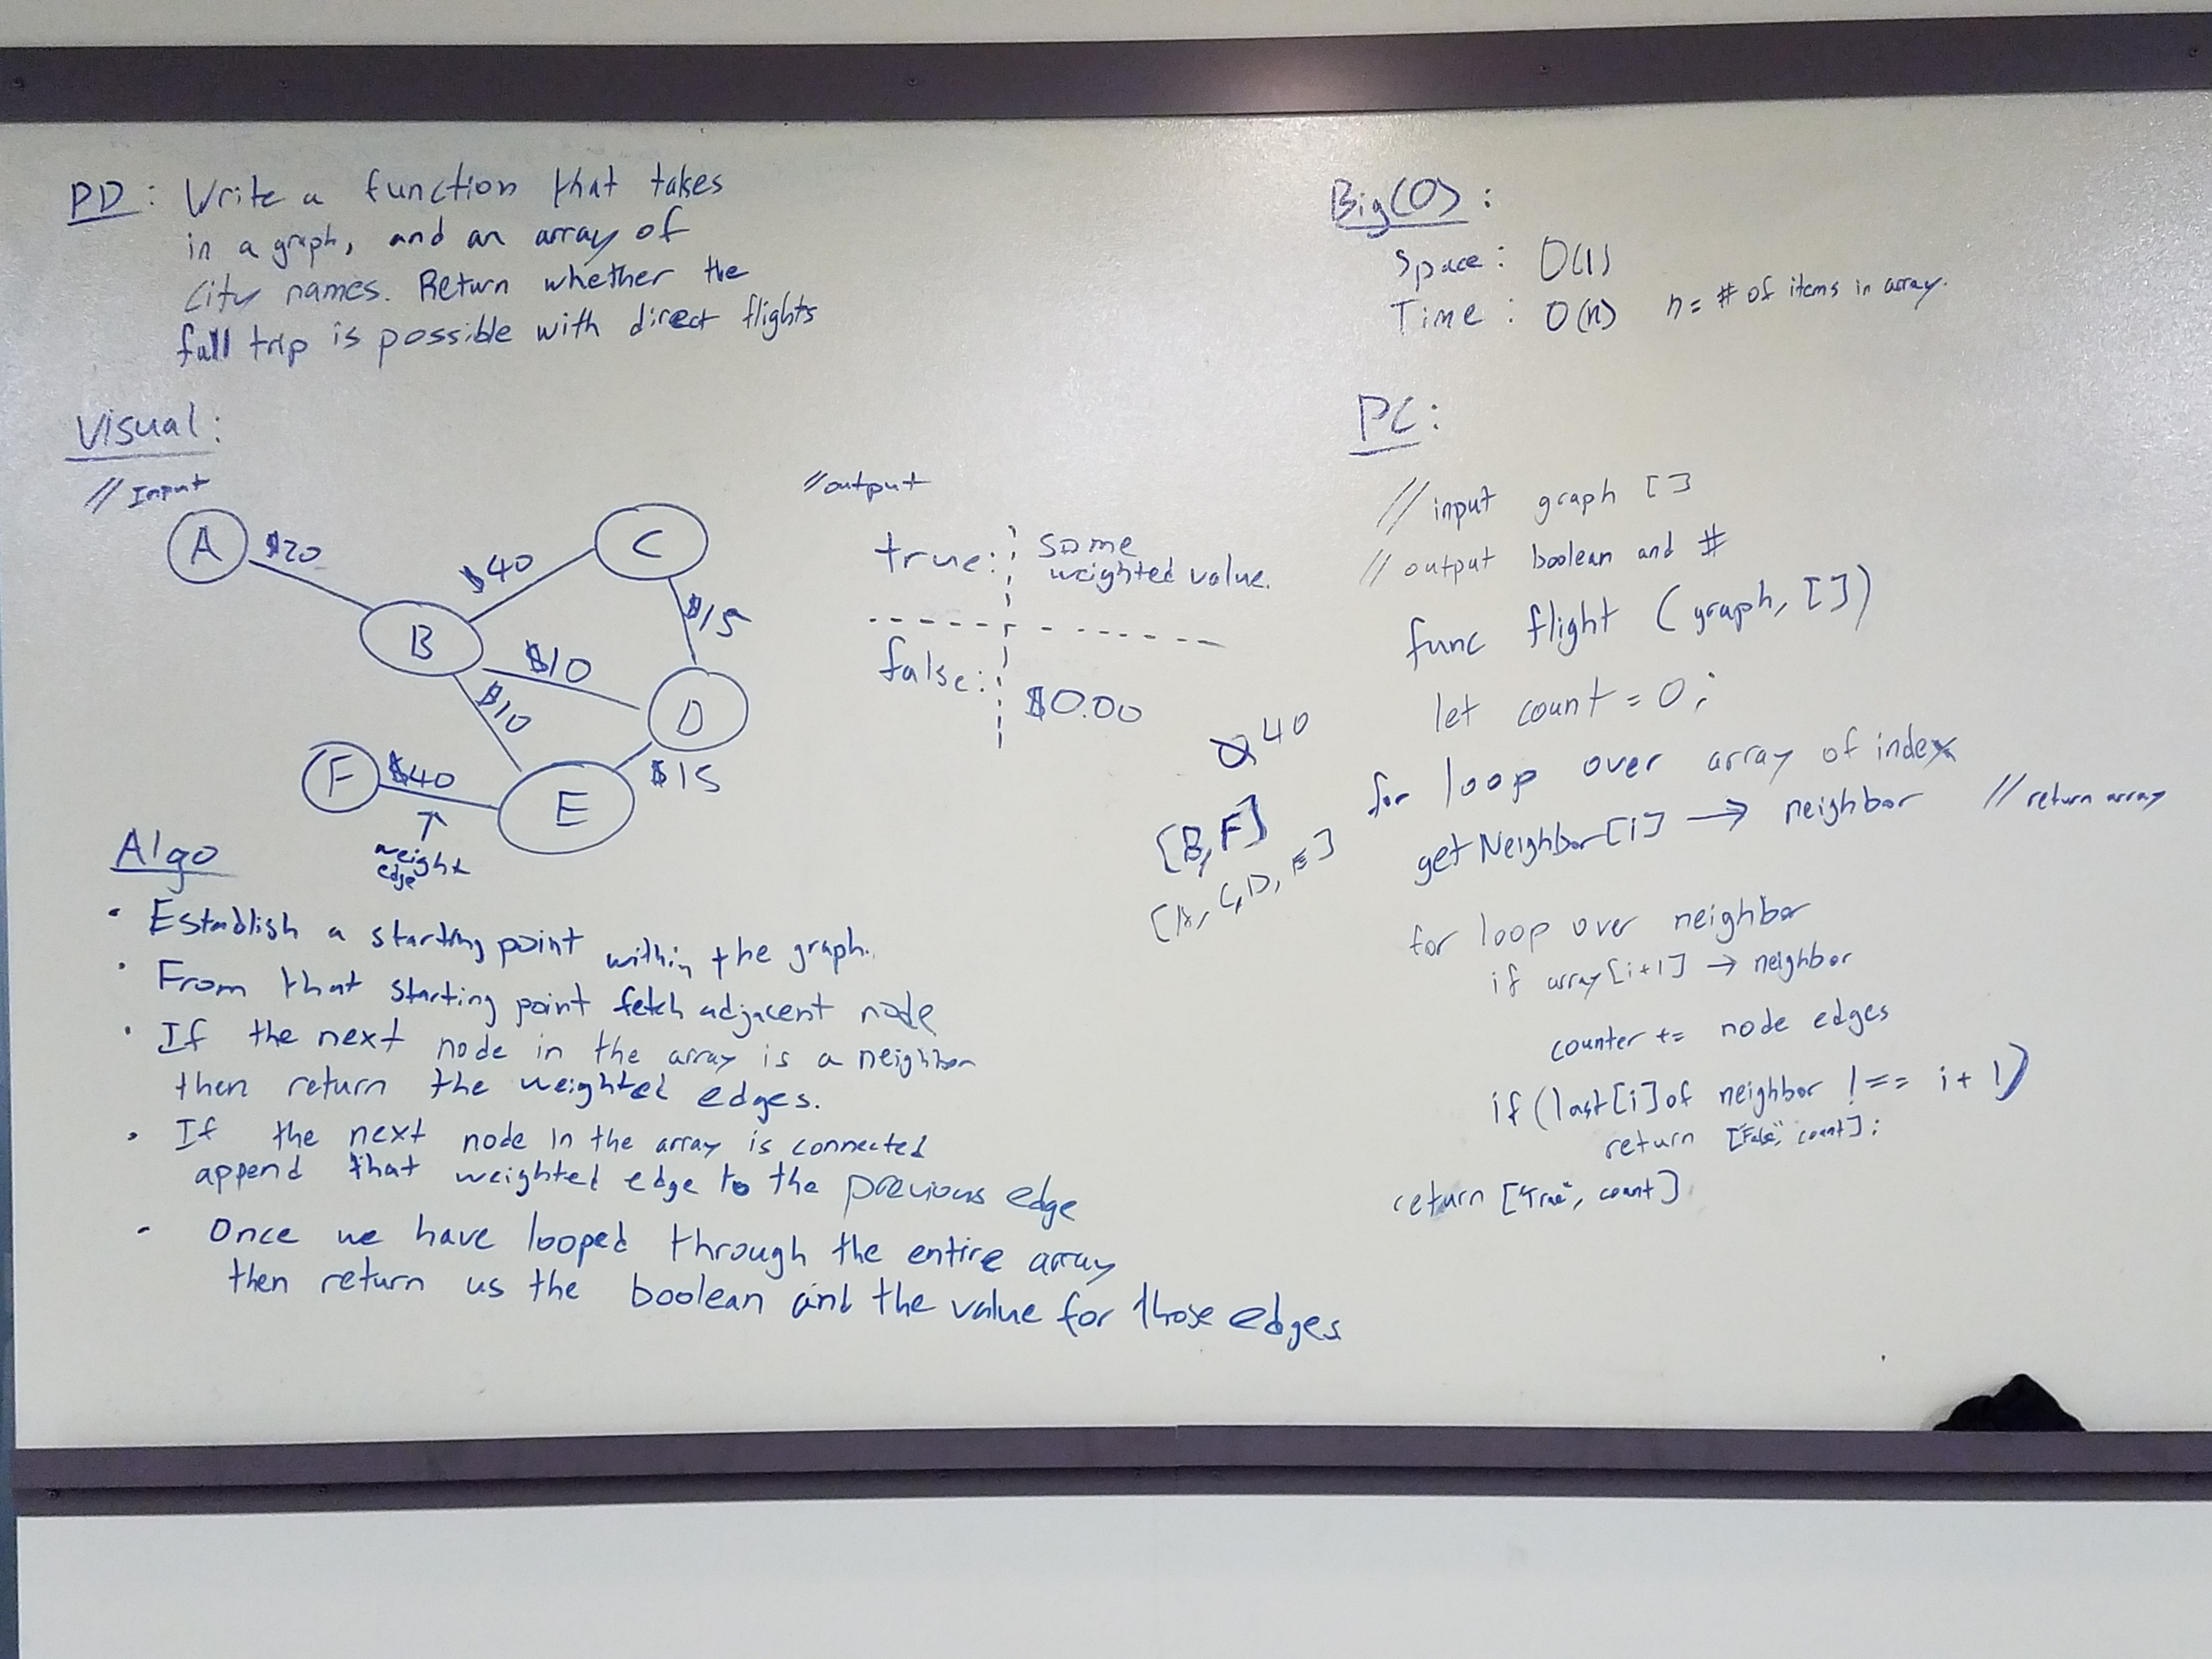 PD: Write a function that takes
in a graph, and an array of
City names. Return whether the
full trip is possible with direct flights
Visual:
// Input
A
$20
B
$40
C
$15
$10
D
$10
F
$40
E
$15
↑
weight
edge
// output
true: some
weighted value.
false: $0.00
Algo
• Establish a starting point within the graph.
• From that starting point fetch adjacent node
• If the next node in the array is a neighbor
then return the weighted edges.
• If the next node in the array is connected
append that weighted edge to the previous edge
• Once we have looped through the entire array
then return us the boolean and the value for those edges
Big(O):
Space: O(1)
Time: O(n) n = # of items in array.
PC:
// input graph []
// output boolean and #
func flight (graph, [])
let count = 0;
40
[B, F]
[A, C, D, E]
for loop over array of index
getNeighbor[i] → neighbor // return array
for loop over neighbor
if array[i+1] → neighbor
counter += node edges
if (last[i] of neighbor !== i+1)
return ["False", count];
return ["True", count]